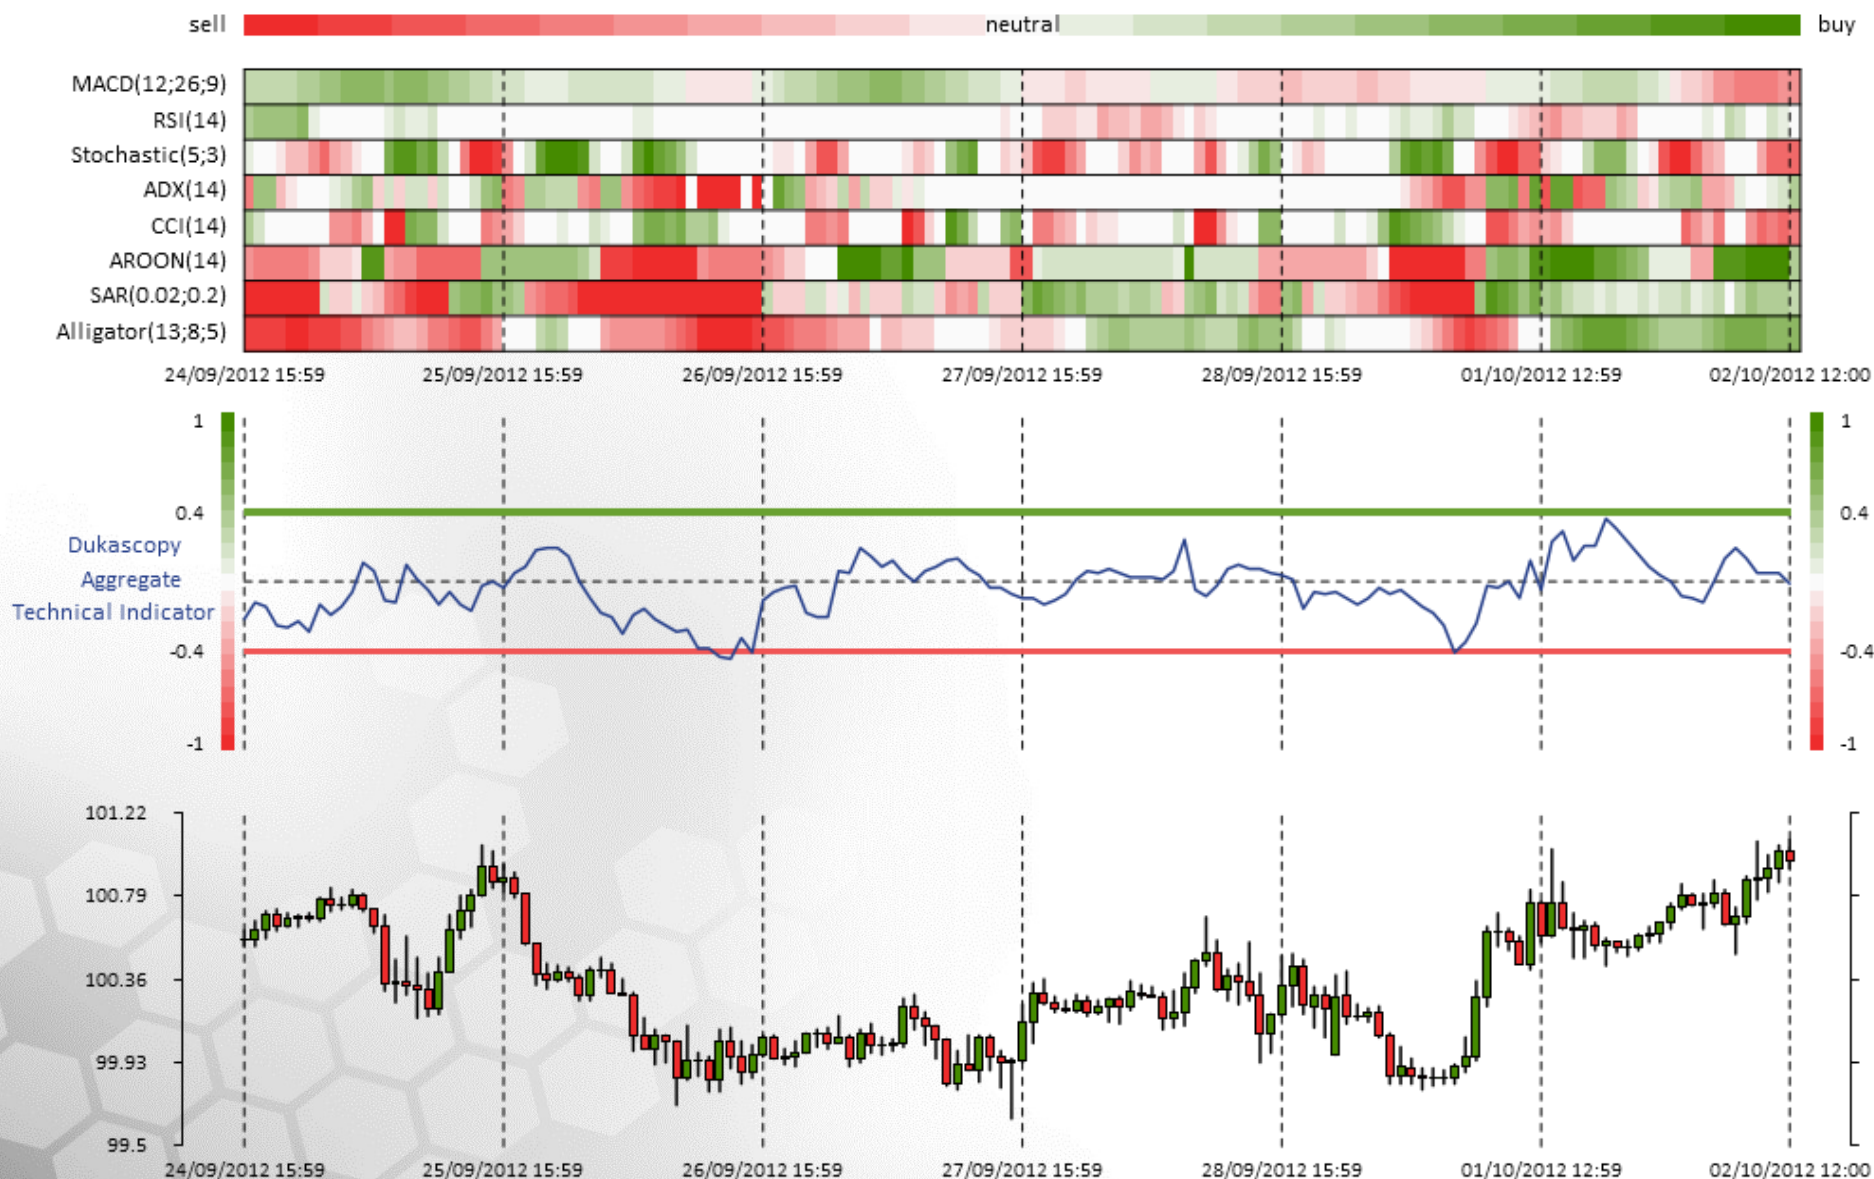 sell neutral buy
MACD(12;26;9)
RSI(14)
Stochastic(5;3)
ADX(14)
CCI(14)
AROON(14)
SAR(0.02;0.2)
Alligator(13;8;5)
24/09/2012 15:59 25/09/2012 15:59 26/09/2012 15:59 27/09/2012 15:59 28/09/2012 15:59 01/10/2012 12:59 02/10/2012 12:00
1 1
0.4 0.4
Dukascopy
Aggregate
Technical Indicator
-0.4 -0.4
-1 -1
101.22
100.79
100.36
99.93
99.5
24/09/2012 15:59 25/09/2012 15:59 26/09/2012 15:59 27/09/2012 15:59 28/09/2012 15:59 01/10/2012 12:59 02/10/2012 12:00